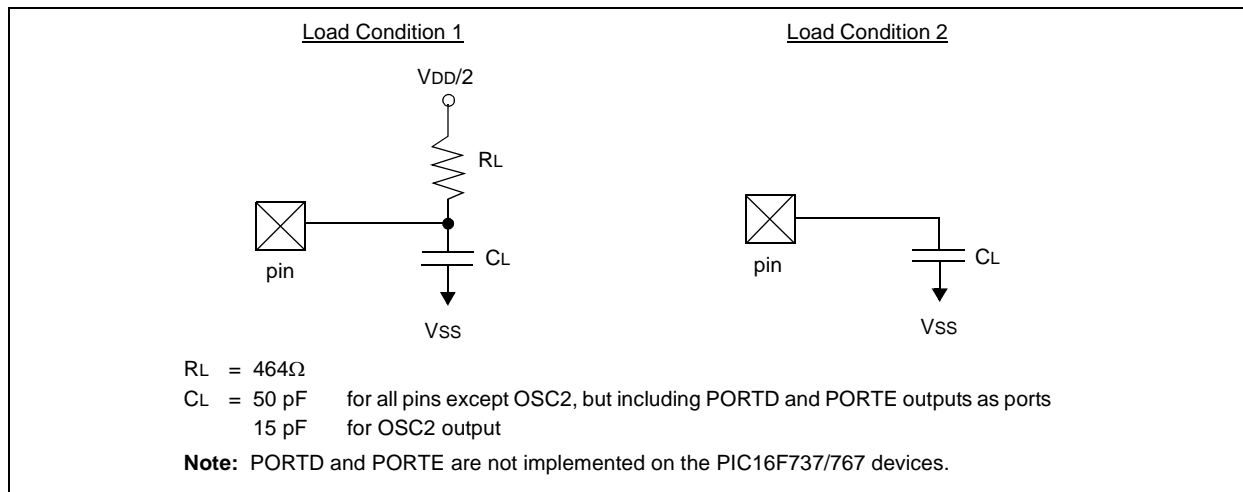 Load Condition 1
Load Condition 2
VDD/2
RL
pin
CL
VSS
pin
CL
VSS
RL = 464Ω
CL = 50 pF for all pins except OSC2, but including PORTD and PORTE outputs as ports
15 pF for OSC2 output
Note: PORTD and PORTE are not implemented on the PIC16F737/767 devices.